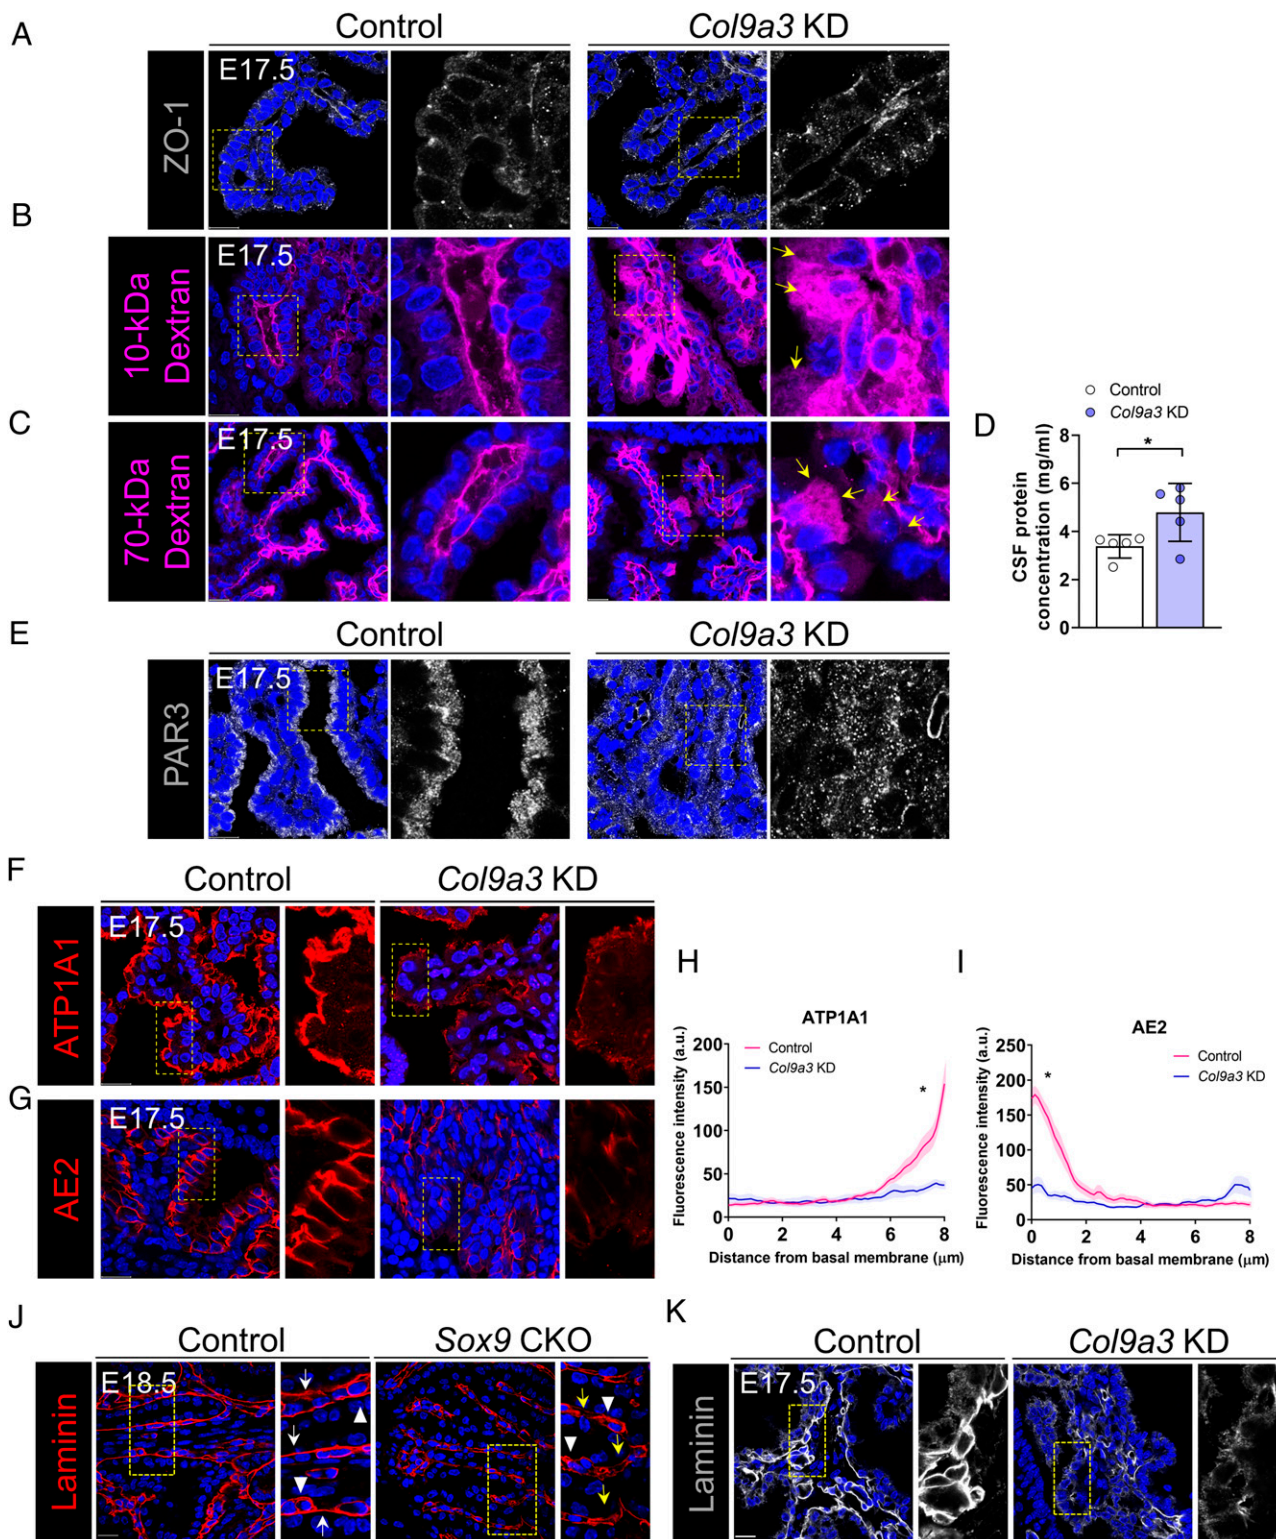 A
Control
Col9a3 KD
ZO-1
E17.5
B
10-kDa
Dextran
E17.5
C
70-kDa
Dextran
E17.5
D
Control
Col9a3 KD
CSF protein
concentration (mg/ml)
8
6
4
2
0
*
E
Control
Col9a3 KD
PAR3
E17.5
F
Control
Col9a3 KD
ATP1A1
E17.5
G
AE2
E17.5
H
ATP1A1
Control
Col9a3 KD
*
Fluorescence intensity (a.u.)
200
150
100
50
0
0 2 4 6 8
Distance from basal membrane (μm)
I
AE2
Control
Col9a3 KD
*
Fluorescence intensity (a.u.)
250
200
150
100
50
0
0 2 4 6 8
Distance from basal membrane (μm)
J
Control
Sox9 CKO
Laminin
E18.5
K
Control
Col9a3 KD
Laminin
E17.5